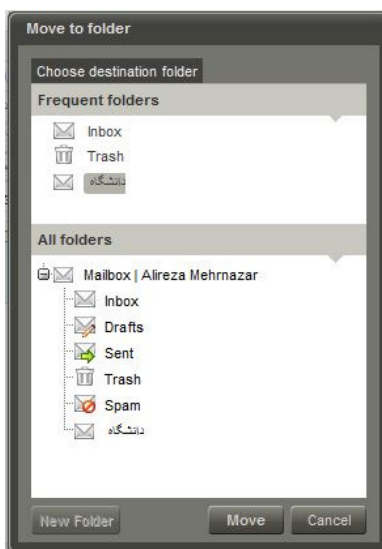 Move to folder
Choose destination folder
Frequent folders
Inbox
Trash
دانشگاه
All folders
Mailbox | Alireza Mehrnazar
Inbox
Drafts
Sent
Trash
Spam
دانشگاه
New Folder Move Cancel